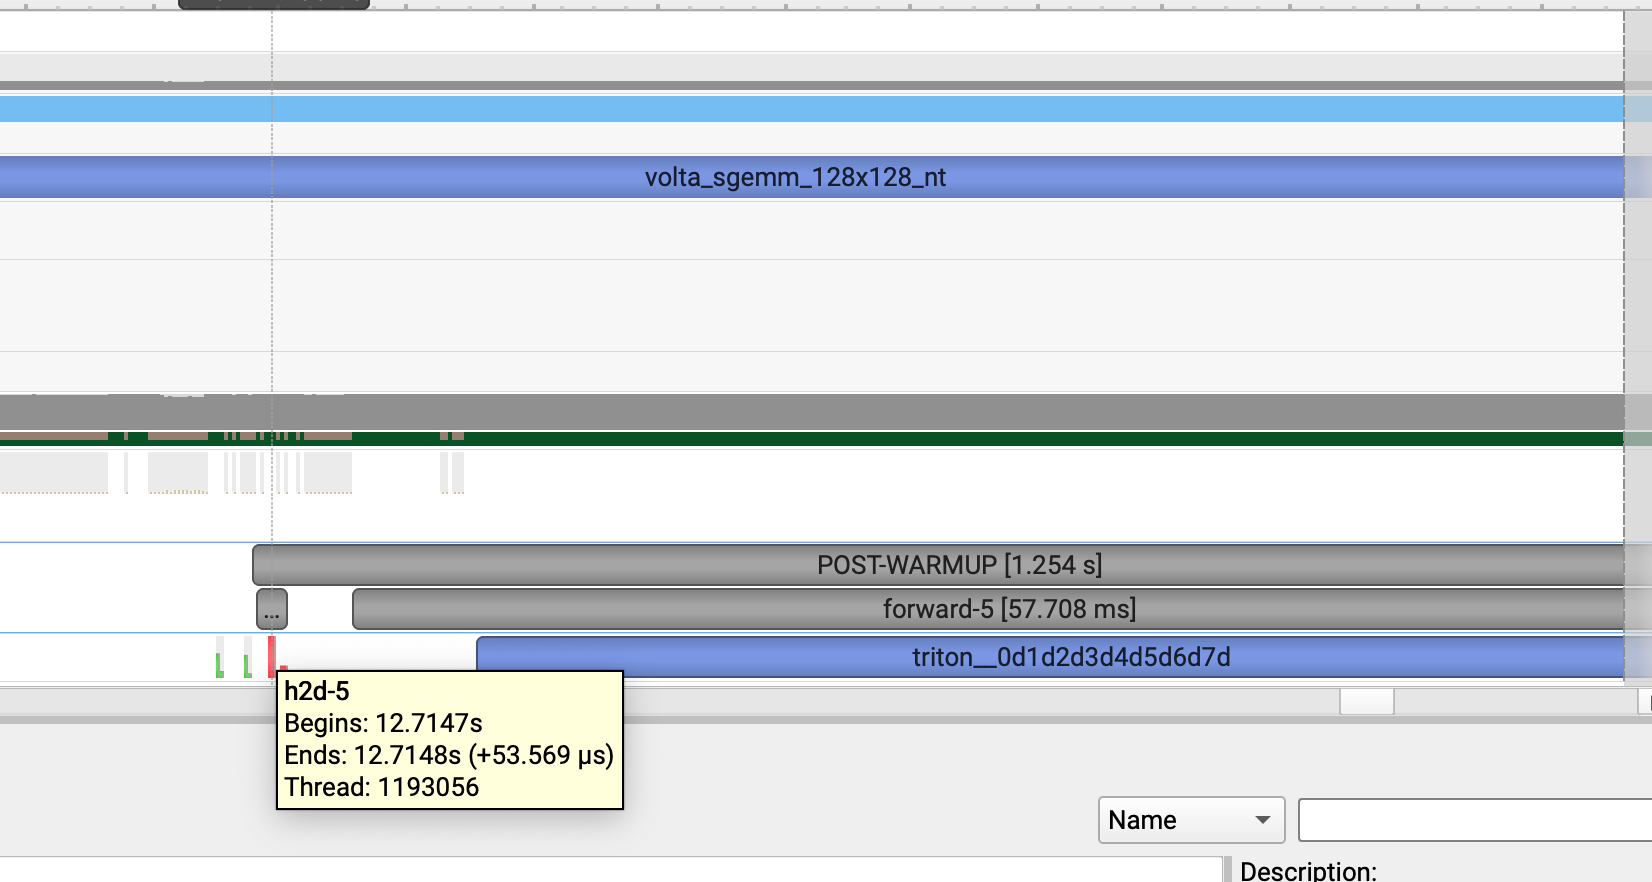 volta_sgemm_128x128_nt
POST-WARMUP [1.254 s]
... forward-5 [57.708 ms]
triton__0d1d2d3d4d5d6d7d
h2d-5
Begins: 12.7147s
Ends: 12.7148s (+53.569 µs)
Thread: 1193056
Name
Description: